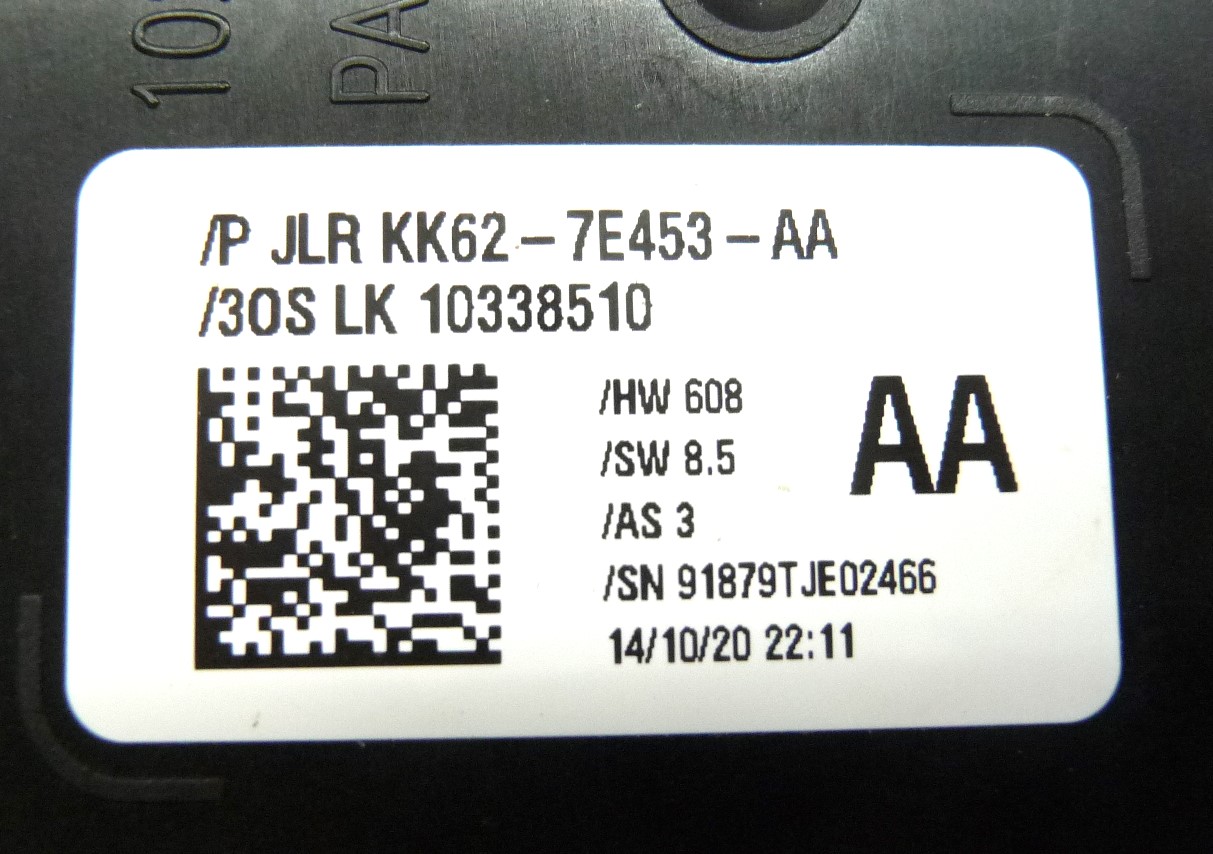 /P JLR KK62-7E453-AA
/3OS LK 10338510
/HW 608
/SW 8.5
AA
/AS 3
/SN 91879TJE02466
14/10/20 22:11